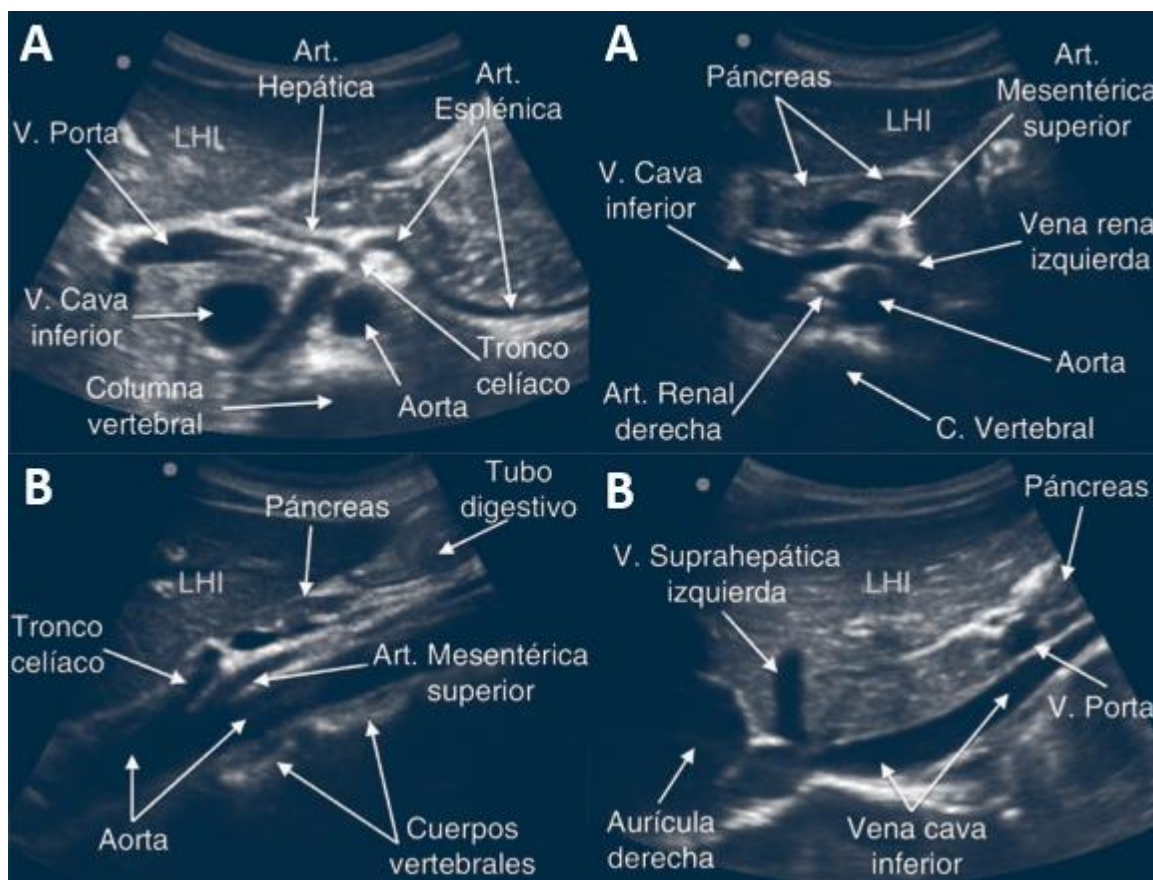 A
Art.
Hepática
Art.
Esplénica
V. Porta
LHI
V. Cava
inferior
Columna
vertebral
Aorta
Tronco
celíaco
A
Páncreas
Art.
Mesentérica
superior
LHI
V. Cava
inferior
Vena rena
izquierda
Art. Renal
derecha
Aorta
C. Vertebral
B
Páncreas
Tubo
digestivo
LHI
Tronco
celíaco
Art. Mesentérica
superior
Aorta
Cuerpos
vertebrales
B
Páncreas
V. Suprahepática
izquierda
LHI
V. Porta
Aurícula
derecha
Vena cava
inferior